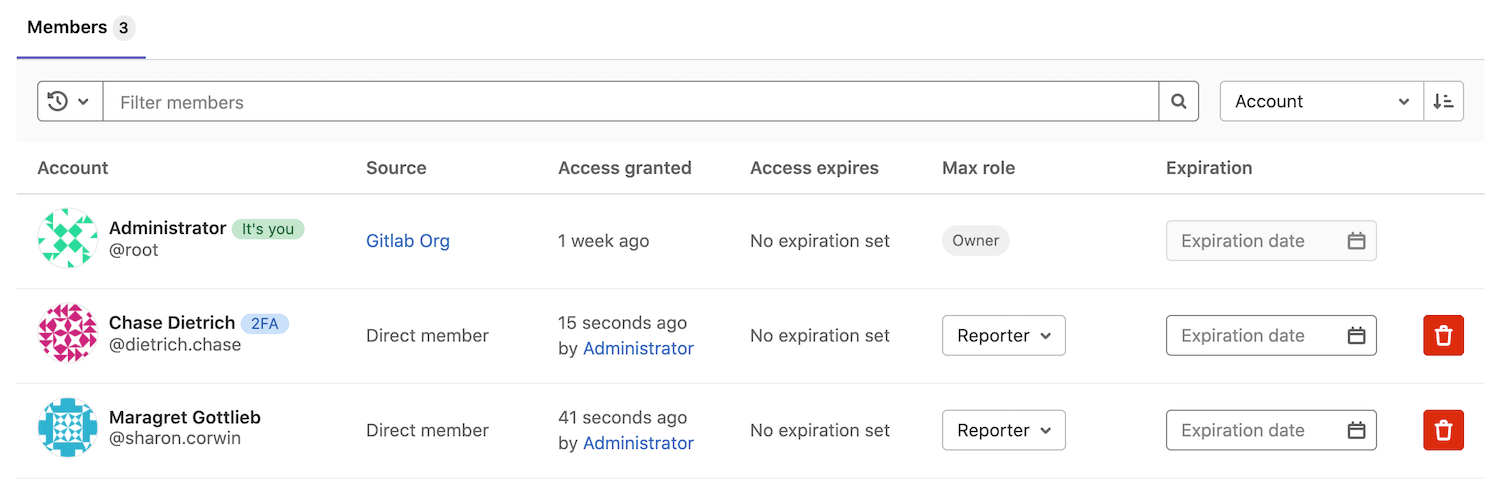 Members 3
Filter members
Account
Account Source Access granted Access expires Max role Expiration
Administrator It's you
@root
Gitlab Org
1 week ago
No expiration set
Owner
Expiration date
Chase Dietrich 2FA
@dietrich.chase
Direct member
15 seconds ago
by Administrator
No expiration set
Reporter
Expiration date
Maragret Gottlieb
@sharon.corwin
Direct member
41 seconds ago
by Administrator
No expiration set
Reporter
Expiration date